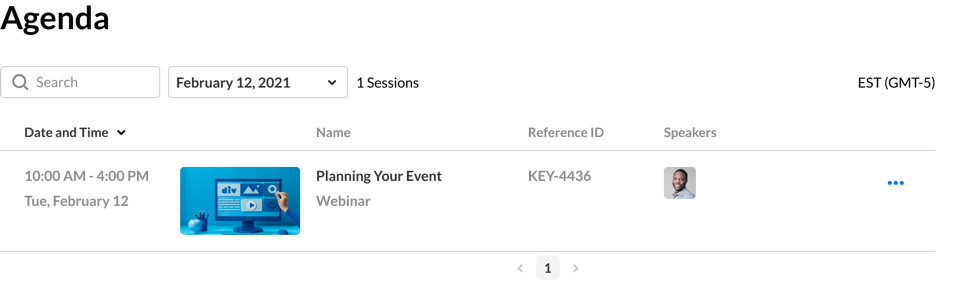 Agenda
Search
February 12, 2021
1 Sessions
EST (GMT-5)
Date and Time
Name
Reference ID
Speakers
10:00 AM - 4:00 PM
Tue, February 12
div
Planning Your Event
Webinar
KEY-4436
1